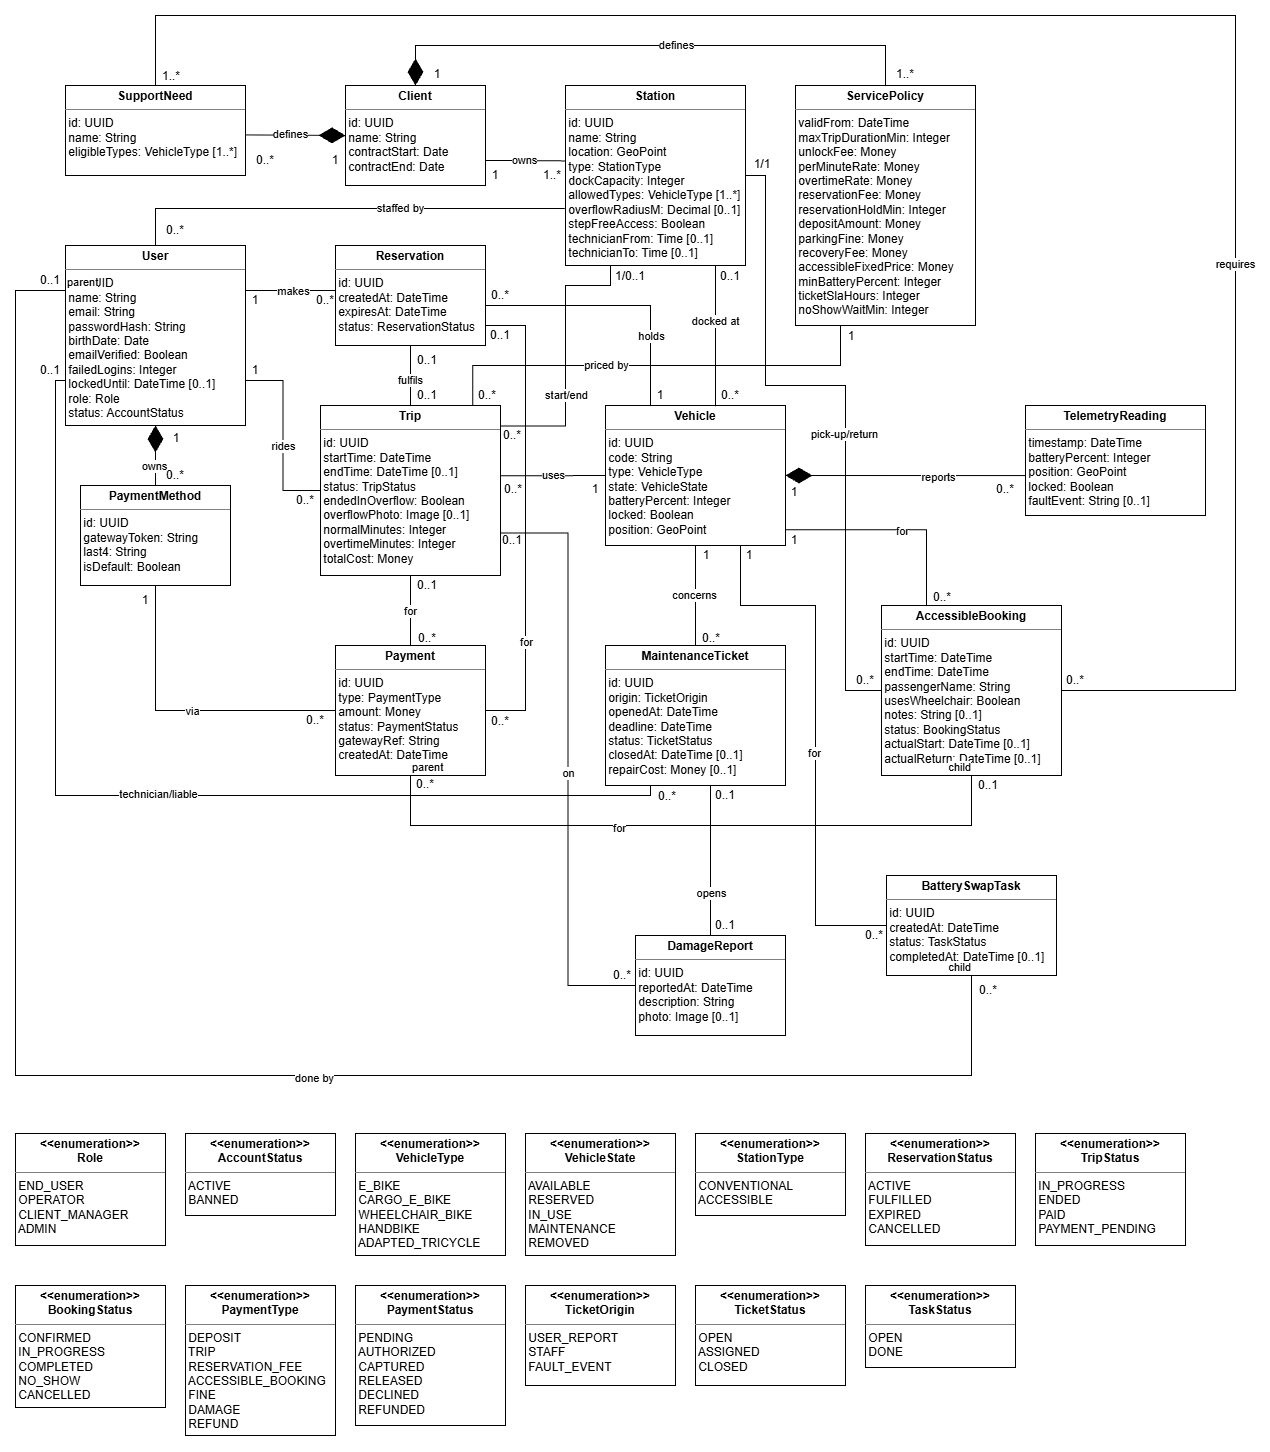 defines
1
1..*
1..*
SupportNeed
id: UUID
name: String
eligibleTypes: VehicleType [1..*]
defines
0..*
1
Client
id: UUID
name: String
contractStart: Date
contractEnd: Date
owns
1
1..*
Station
id: UUID
name: String
location: GeoPoint
type: StationType
dockCapacity: Integer
allowedTypes: VehicleType [1..*]
overflowRadiusM: Decimal [0..1]
stepFreeAccess: Boolean
technicianFrom: Time [0..1]
technicianTo: Time [0..1]
1/1
ServicePolicy
validFrom: DateTime
maxTripDurationMin: Integer
unlockFee: Money
perMinuteRate: Money
overtimeRate: Money
reservationFee: Money
reservationHoldMin: Integer
depositAmount: Money
parkingFine: Money
recoveryFee: Money
accessibleFixedPrice: Money
minBatteryPercent: Integer
ticketSlaHours: Integer
noShowWaitMin: Integer
requires
staffed by
0..*
User
parent
name: String
email: String
passwordHash: String
birthDate: Date
emailVerified: Boolean
failedLogins: Integer
lockedUntil: DateTime [0..1]
role: Role
status: AccountStatus
0..1
0..1
makes
1
0..*
Reservation
id: UUID
createdAt: DateTime
expiresAt: DateTime
status: ReservationStatus
0..*
0..1
1/0..1
0..1
docked at
holds
1
0..*
1
priced by
0..*
0..1
fulfils
0..1
start/end
0..*
1
rides
0..*
1
owns
0..*
Trip
id: UUID
startTime: DateTime
endTime: DateTime [0..1]
status: TripStatus
endedInOverflow: Boolean
overflowPhoto: Image [0..1]
normalMinutes: Integer
overtimeMinutes: Integer
totalCost: Money
uses
0..*
1
Vehicle
id: UUID
code: String
type: VehicleType
state: VehicleState
batteryPercent: Integer
locked: Boolean
position: GeoPoint
pick-up/return
1
reports
0..*
TelemetryReading
timestamp: DateTime
batteryPercent: Integer
position: GeoPoint
locked: Boolean
faultEvent: String [0..1]
PaymentMethod
id: UUID
gatewayToken: String
last4: String
isDefault: Boolean
1
via
0..*
0..1
0..1
for
0..*
for
0..*
Payment
id: UUID
type: PaymentType
amount: Money
status: PaymentStatus
gatewayRef: String
createdAt: DateTime
parent
0..*
1
concerns
0..*
1
for
0..*
1
for
0..*
MaintenanceTicket
id: UUID
origin: TicketOrigin
openedAt: DateTime
deadline: DateTime
status: TicketStatus
closedAt: DateTime [0..1]
repairCost: Money [0..1]
0..*
0..1
AccessibleBooking
id: UUID
startTime: DateTime
endTime: DateTime
passengerName: String
usesWheelchair: Boolean
notes: String [0..1]
status: BookingStatus
actualStart: DateTime [0..1]
actualReturn: DateTime [0..1]
child
0..*
0..*
0..1
technician/liable
on
0..*
for
opens
0..1
DamageReport
id: UUID
reportedAt: DateTime
description: String
photo: Image [0..1]
BatterySwapTask
id: UUID
createdAt: DateTime
status: TaskStatus
completedAt: DateTime [0..1]
child
0..*
done by
<<enumeration>>
Role
END_USER
OPERATOR
CLIENT_MANAGER
ADMIN
<<enumeration>>
AccountStatus
ACTIVE
BANNED
<<enumeration>>
VehicleType
E_BIKE
CARGO_E_BIKE
WHEELCHAIR_BIKE
HANDBIKE
ADAPTED_TRICYCLE
<<enumeration>>
VehicleState
AVAILABLE
RESERVED
IN_USE
MAINTENANCE
REMOVED
<<enumeration>>
StationType
CONVENTIONAL
ACCESSIBLE
<<enumeration>>
ReservationStatus
ACTIVE
FULFILLED
EXPIRED
CANCELLED
<<enumeration>>
TripStatus
IN_PROGRESS
ENDED
PAID
PAYMENT_PENDING
<<enumeration>>
BookingStatus
CONFIRMED
IN_PROGRESS
COMPLETED
NO_SHOW
CANCELLED
<<enumeration>>
PaymentType
DEPOSIT
TRIP
RESERVATION_FEE
ACCESSIBLE_BOOKING
FINE
DAMAGE
REFUND
<<enumeration>>
PaymentStatus
PENDING
AUTHORIZED
CAPTURED
RELEASED
DECLINED
REFUNDED
<<enumeration>>
TicketOrigin
USER_REPORT
STAFF
FAULT_EVENT
<<enumeration>>
TicketStatus
OPEN
ASSIGNED
CLOSED
<<enumeration>>
TaskStatus
OPEN
DONE